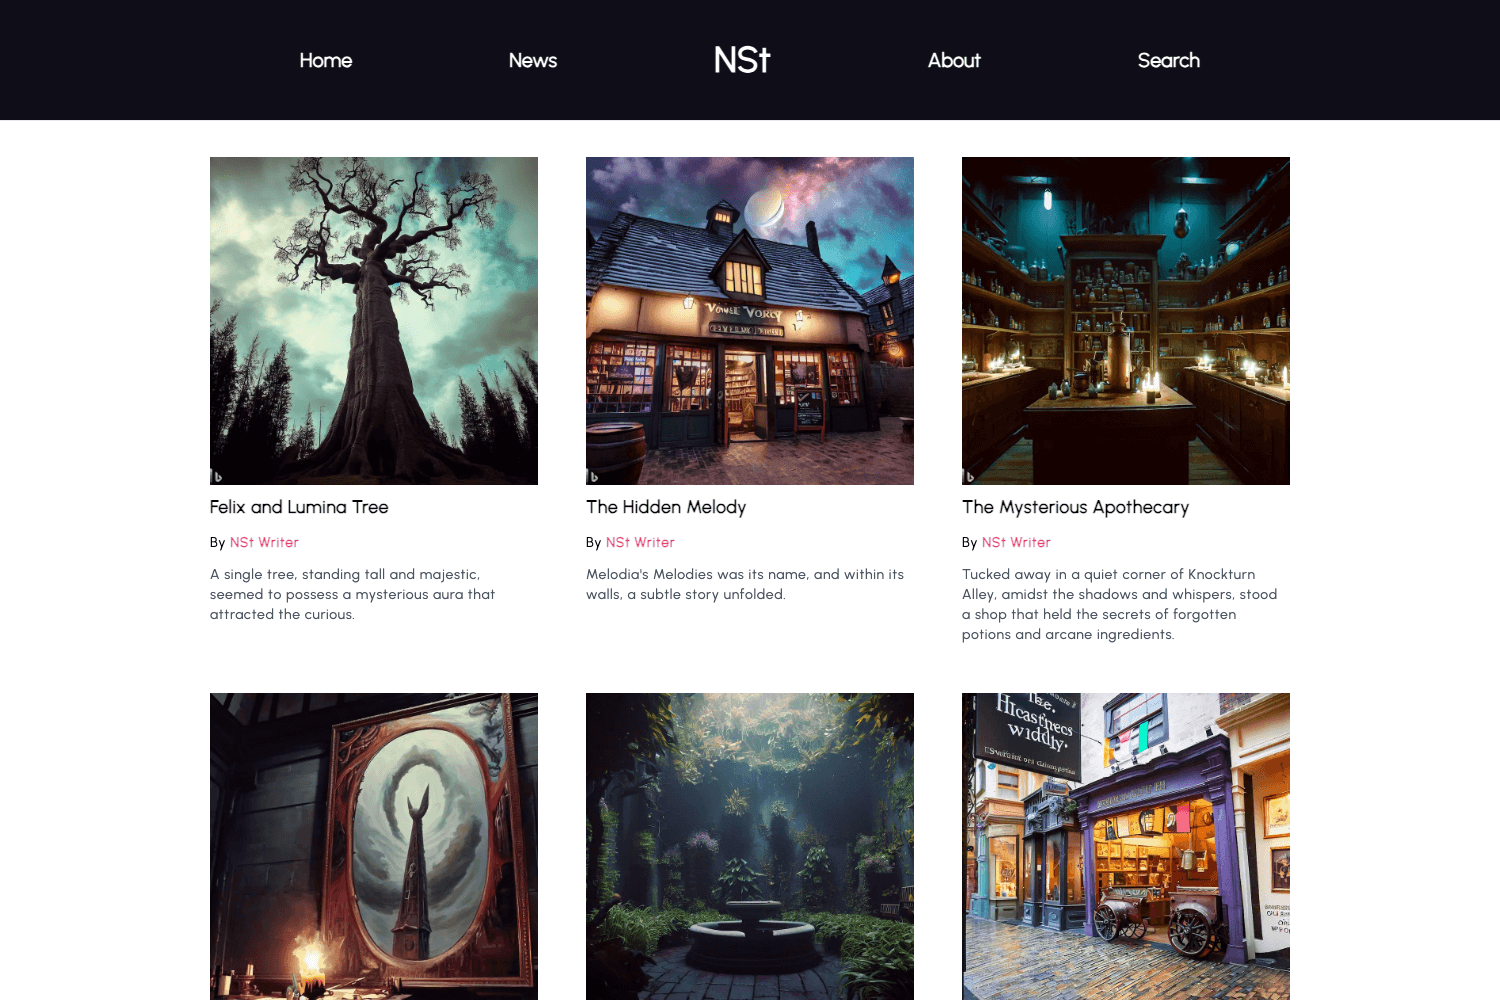 Home
News
NSt
About
Search
Felix and Lumina Tree
By NSt Writer
A single tree, standing tall and majestic,
seemed to possess a mysterious aura that
attracted the curious.
The Hidden Melody
By NSt Writer
Melodia's Melodies was its name, and within its
walls, a subtle story unfolded.
The Mysterious Apothecary
By NSt Writer
Tucked away in a quiet corner of Knockturn
Alley, amidst the shadows and whispers, stood
a shop that held the secrets of forgotten
potions and arcane ingredients.
The.
Hicastnecs
widdly.